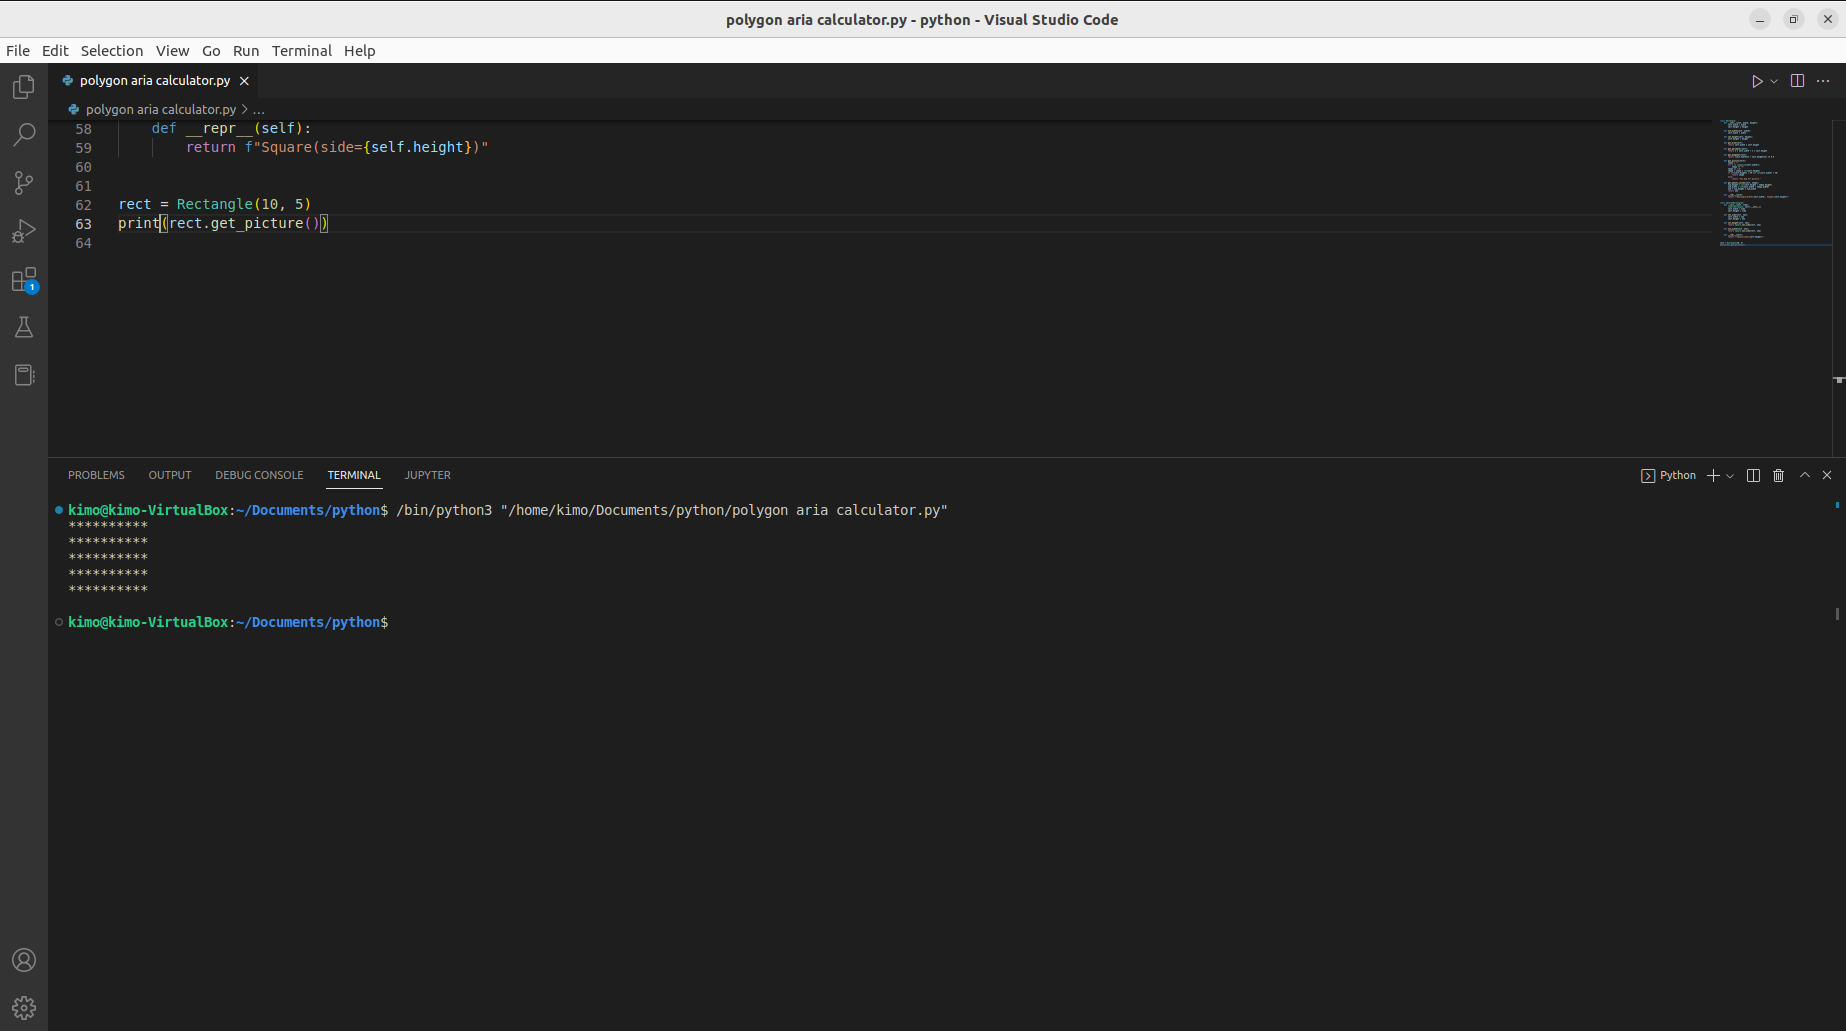 polygon aria calculator.py - python - Visual Studio Code
File Edit Selection View Go Run Terminal Help
polygon aria calculator.py
polygon aria calculator.py > ...
58 def __repr__(self):
59 return f"Square(side={self.height})"
60
61
62 rect = Rectangle(10, 5)
63 print(rect.get_picture())
64
1
PROBLEMS OUTPUT DEBUG CONSOLE TERMINAL JUPYTER
Python
kimo@kimo-VirtualBox:~/Documents/python$ /bin/python3 "/home/kimo/Documents/python/polygon aria calculator.py"
**********
**********
**********
**********
**********
kimo@kimo-VirtualBox:~/Documents/python$